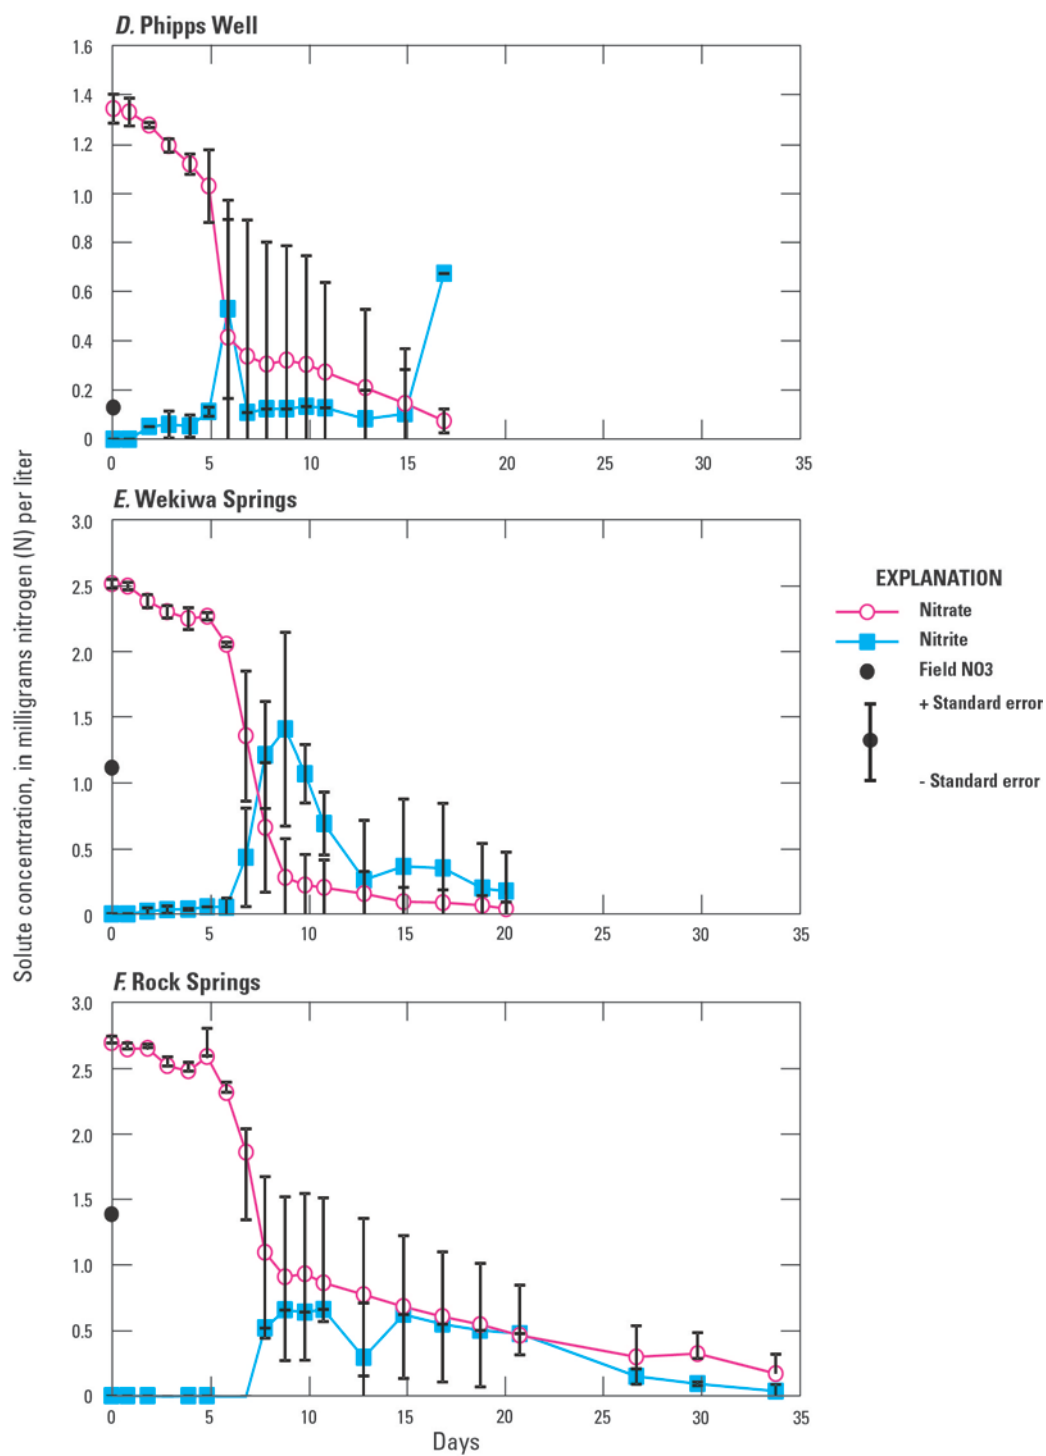 D. Phipps Well
1.6
1.4
1.2
1.0
0.8
0.6
0.4
0.2
0
0 5 10 15 20 25 30 35
E. Wekiwa Springs
3.0
2.5
2.0
1.5
1.0
0.5
0
0 5 10 15 20 25 30 35
F. Rock Springs
3.0
2.5
2.0
1.5
1.0
0.5
0
0 5 10 15 20 25 30 35
Days
Solute concentration, in milligrams nitrogen (N) per liter
EXPLANATION
Nitrate
Nitrite
Field NO3
+ Standard error
- Standard error